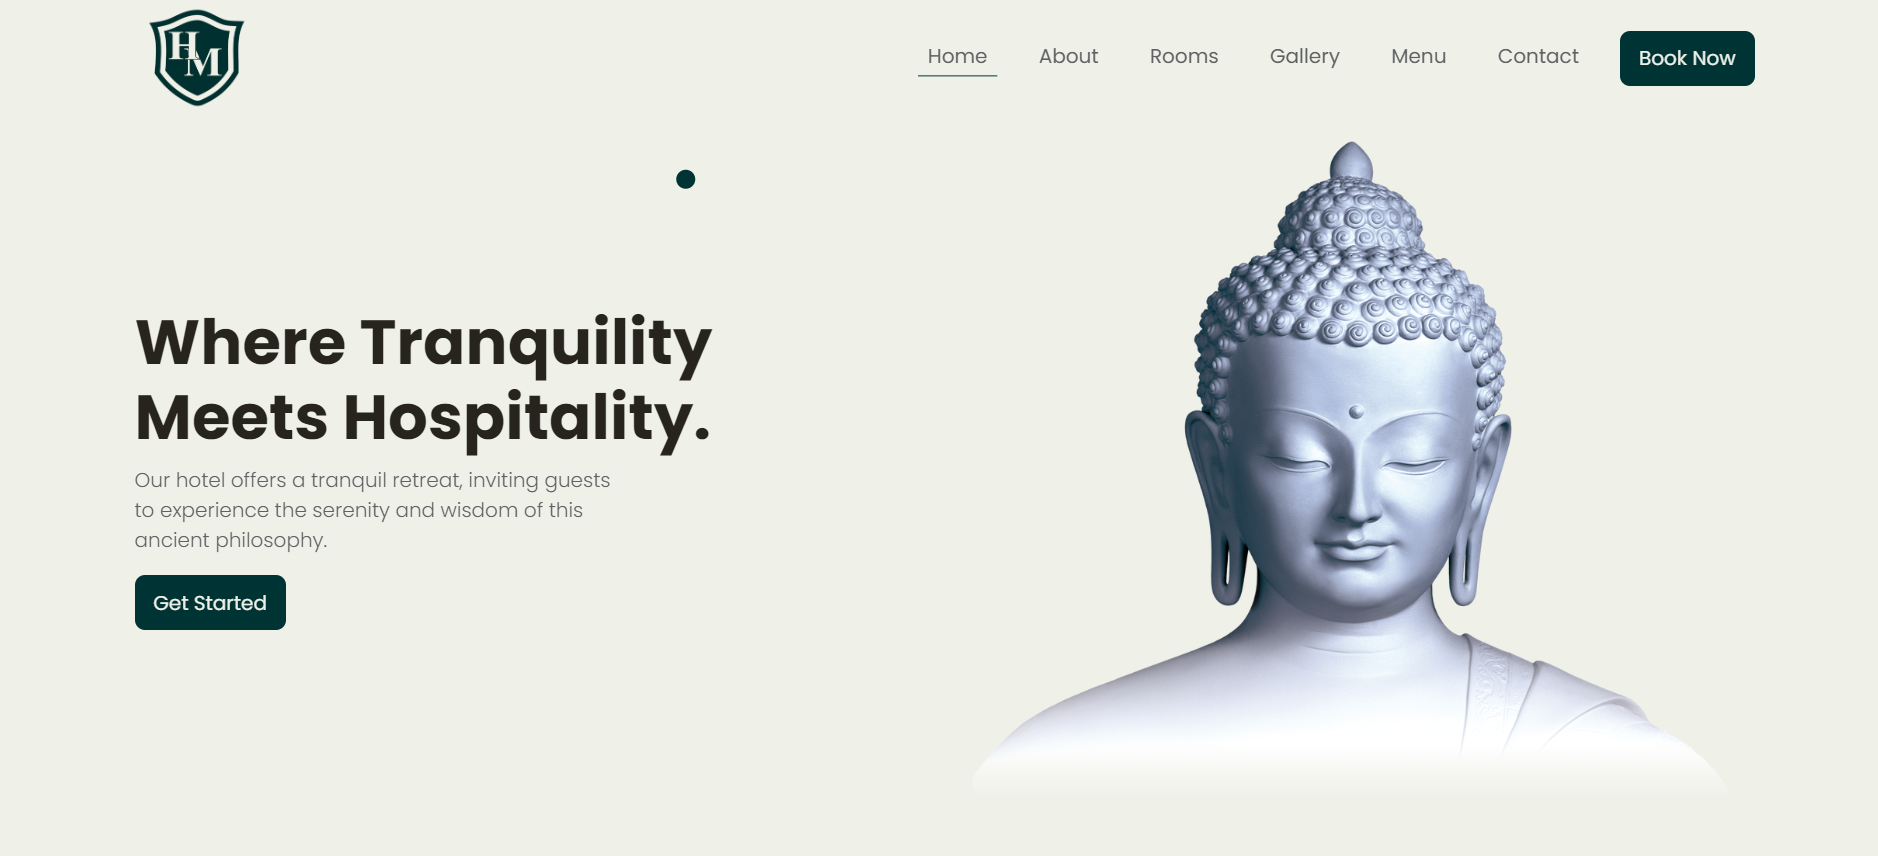 HM
Home About Rooms Gallery Menu Contact Book Now
Where Tranquility
Meets Hospitality.
Our hotel offers a tranquil retreat, inviting guests
to experience the serenity and wisdom of this
ancient philosophy.
Get Started